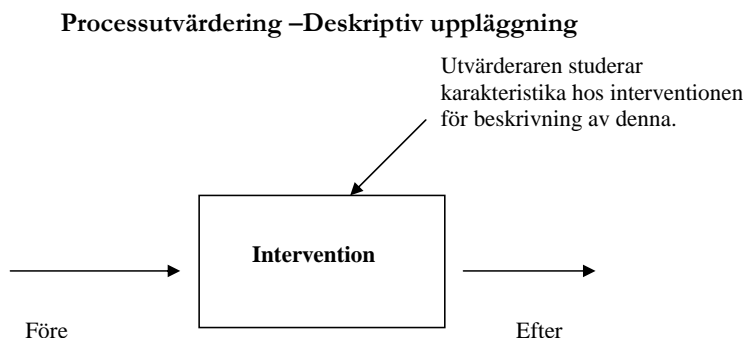 Processutvärdering –Deskriptiv uppläggning
Utvärderaren studerar
karakteristika hos interventionen
för beskrivning av denna.
Intervention
Före
Efter